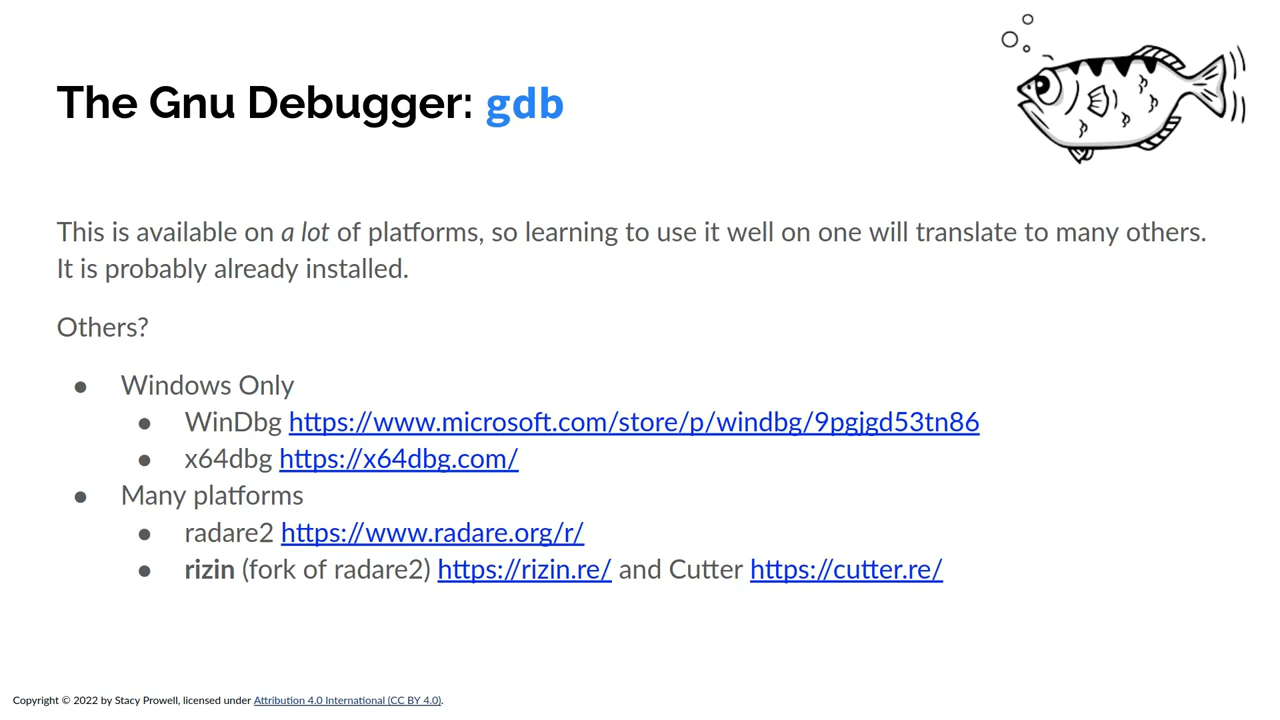 The Gnu Debugger: gdb
This is available on a lot of platforms, so learning to use it well on one will translate to many others.
It is probably already installed.
Others?
● Windows Only
● WinDbg https://www.microsoft.com/store/p/windbg/9pgjgd53tn86
● x64dbg https://x64dbg.com/
● Many platforms
● radare2 https://www.radare.org/r/
● rizin (fork of radare2) https://rizin.re/ and Cutter https://cutter.re/
Copyright © 2022 by Stacy Prowell, licensed under Attribution 4.0 International (CC BY 4.0).